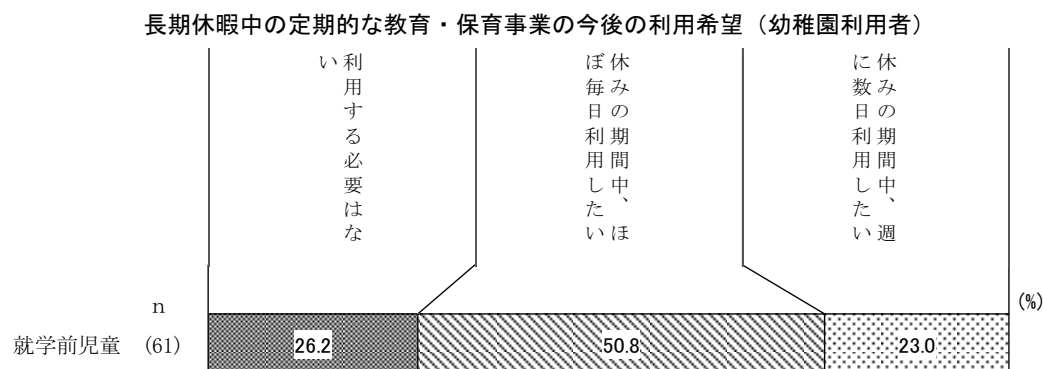 長期休暇中の定期的な教育・保育事業の今後の利用希望（幼稚園利用者）
利用する必要はな
い
休みの期間中、ほ
ぼ毎日利用したい
休みの期間中、週
に数日利用したい
n
(%)
就学前児童 (61)
26.2
50.8
23.0